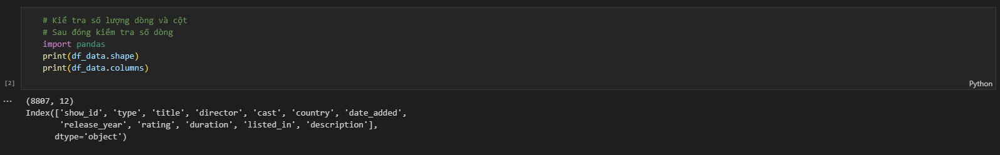 # Kiể tra số lượng dòng và cột
# Sau đóng kiểm tra số dòng
import pandas
print(df_data.shape)
print(df_data.columns)
[2]
Python
...
(8807, 12)
Index(['show_id', 'type', 'title', 'director', 'cast', 'country', 'date_added',
       'release_year', 'rating', 'duration', 'listed_in', 'description'],
      dtype='object')